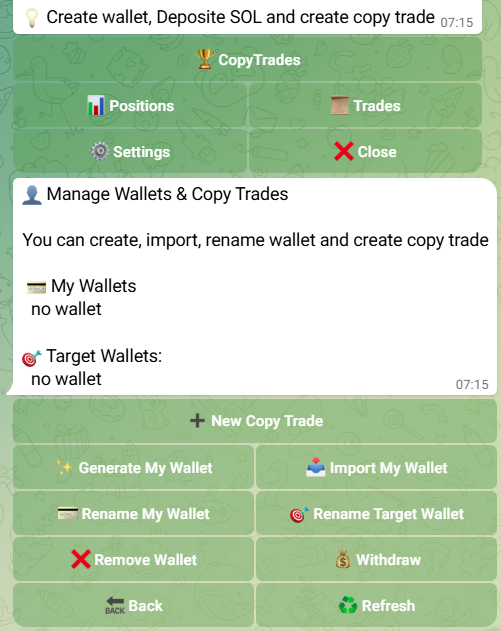 Create wallet, Deposite SOL and create copy trade 07:15
CopyTrades
Positions
Trades
Settings
Close
Manage Wallets & Copy Trades
You can create, import, rename wallet and create copy trade
My Wallets
no wallet
Target Wallets:
no wallet
07:15
New Copy Trade
Generate My Wallet
Import My Wallet
Rename My Wallet
Rename Target Wallet
Remove Wallet
Withdraw
BACK Back
Refresh